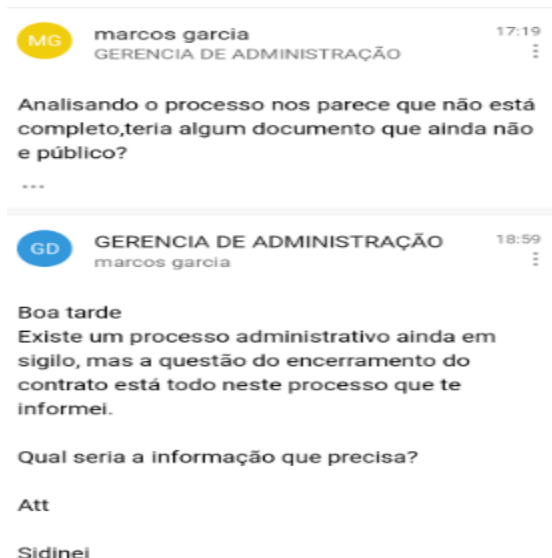 MG
marcos garcia
17:19
GERENCIA DE ADMINISTRAÇÃO
Analisando o processo nos parece que não está
completo,teria algum documento que ainda não
e público?
...
GD
GERENCIA DE ADMINISTRAÇÃO
18:59
marcos garcia
Boa tarde
Existe um processo administrativo ainda em
sigilo, mas a questão do encerramento do
contrato está todo neste processo que te
informei.
Qual seria a informação que precisa?
Att
Sidinei